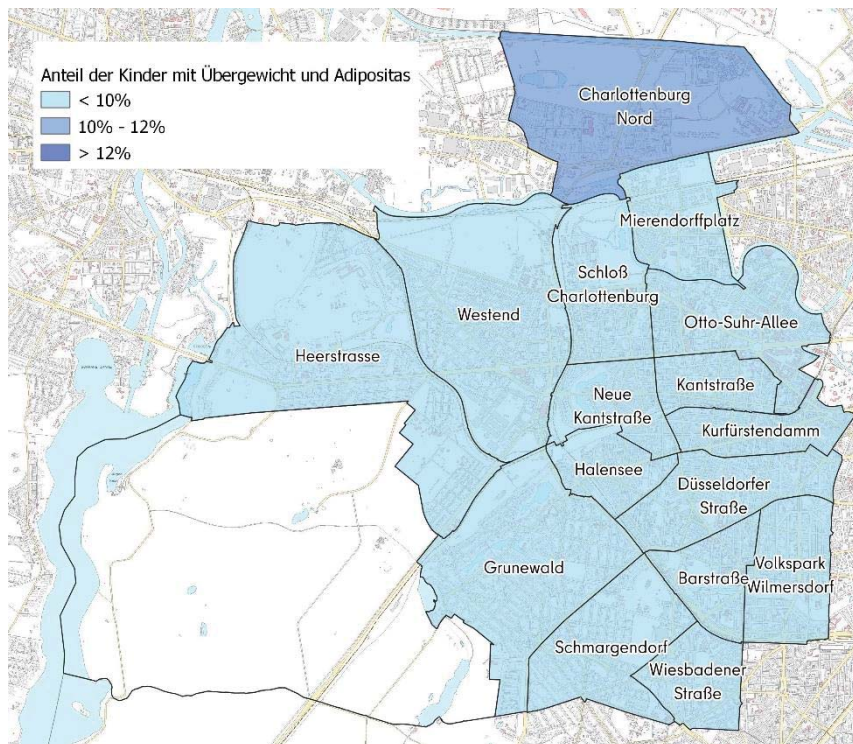 Anteil der Kinder mit Übergewicht und Adipositas
< 10%
10% - 12%
> 12%
Charlottenburg
Nord
Mierendorffplatz
Schloß
Charlottenburg
Westend
Otto-Suhr-Allee
Heerstrasse
Kantstraße
Neue
Kantstraße
Kurfürstendamm
Halensee
Düsseldorfer
Straße
Grunewald
Barstraße
Volkspark
Wilmersdorf
Schmargendorf
Wiesbadener
Straße